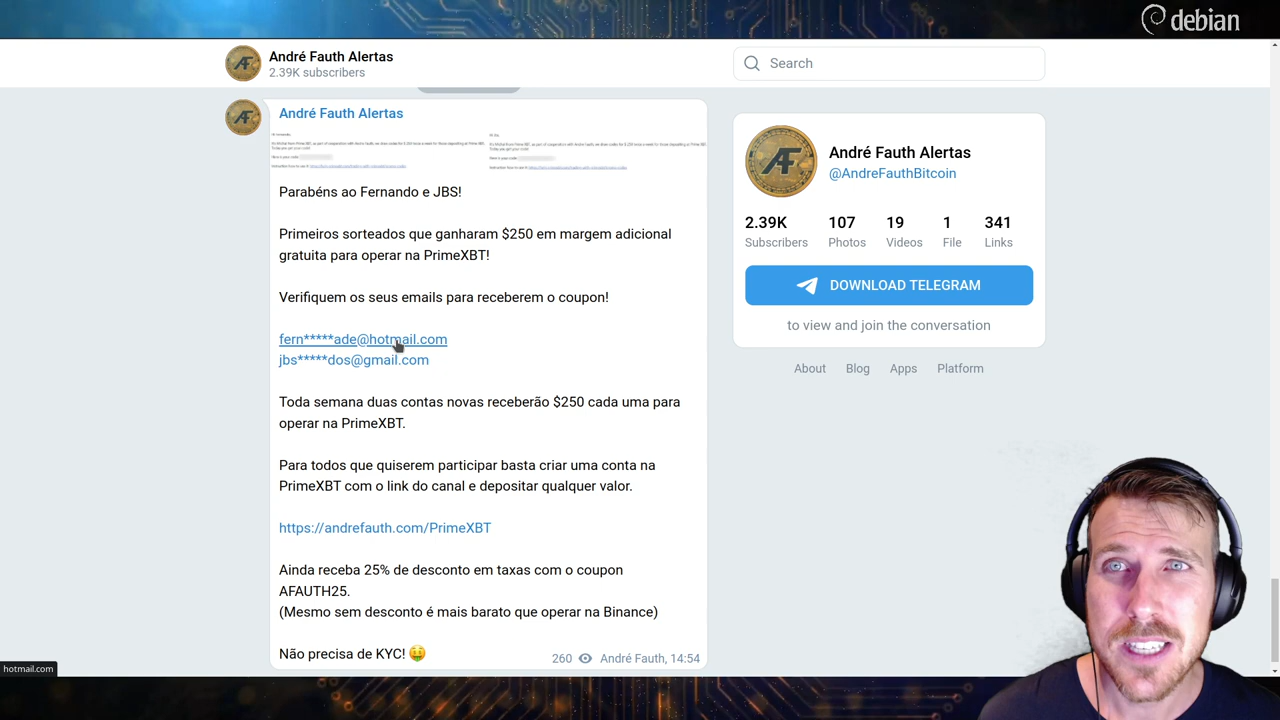 debian
André Fauth Alertas
2.39K subscribers
Search
André Fauth Alertas
Parabéns ao Fernando e JBS!
Primeiros sorteados que ganharam $250 em margem adicional
gratuita para operar na PrimeXBT!
Verifiquem os seus emails para receberem o coupon!
fern*****ade@hotmail.com
jbs*****dos@gmail.com
Toda semana duas contas novas receberão $250 cada uma para
operar na PrimeXBT.
Para todos que quiserem participar basta criar uma conta na
PrimeXBT com o link do canal e depositar qualquer valor.
https://andrefauth.com/PrimeXBT
Ainda receba 25% de desconto em taxas com o coupon
AFAUTH25.
(Mesmo sem desconto é mais barato que operar na Binance)
Não precisa de KYC! 🤑
260 André Fauth, 14:54
AF
André Fauth Alertas
@AndreFauthBitcoin
2.39K 107 19 1 341
Subscribers Photos Videos File Links
DOWNLOAD TELEGRAM
to view and join the conversation
About Blog Apps Platform
hotmail.com